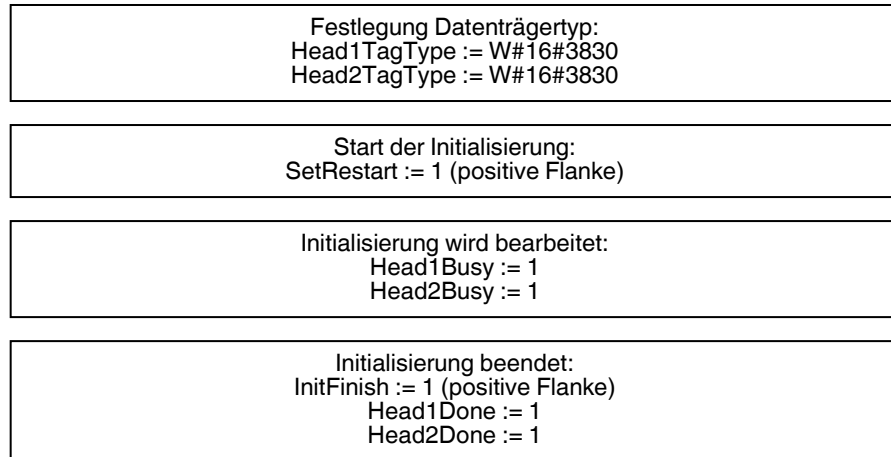 Festlegung Datenträgertyp:
Head1TagType := W#16#3830
Head2TagType := W#16#3830
Start der Initialisierung:
SetRestart := 1 (positive Flanke)
Initialisierung wird bearbeitet:
Head1Busy := 1
Head2Busy := 1
Initialisierung beendet:
InitFinish := 1 (positive Flanke)
Head1Done := 1
Head2Done := 1